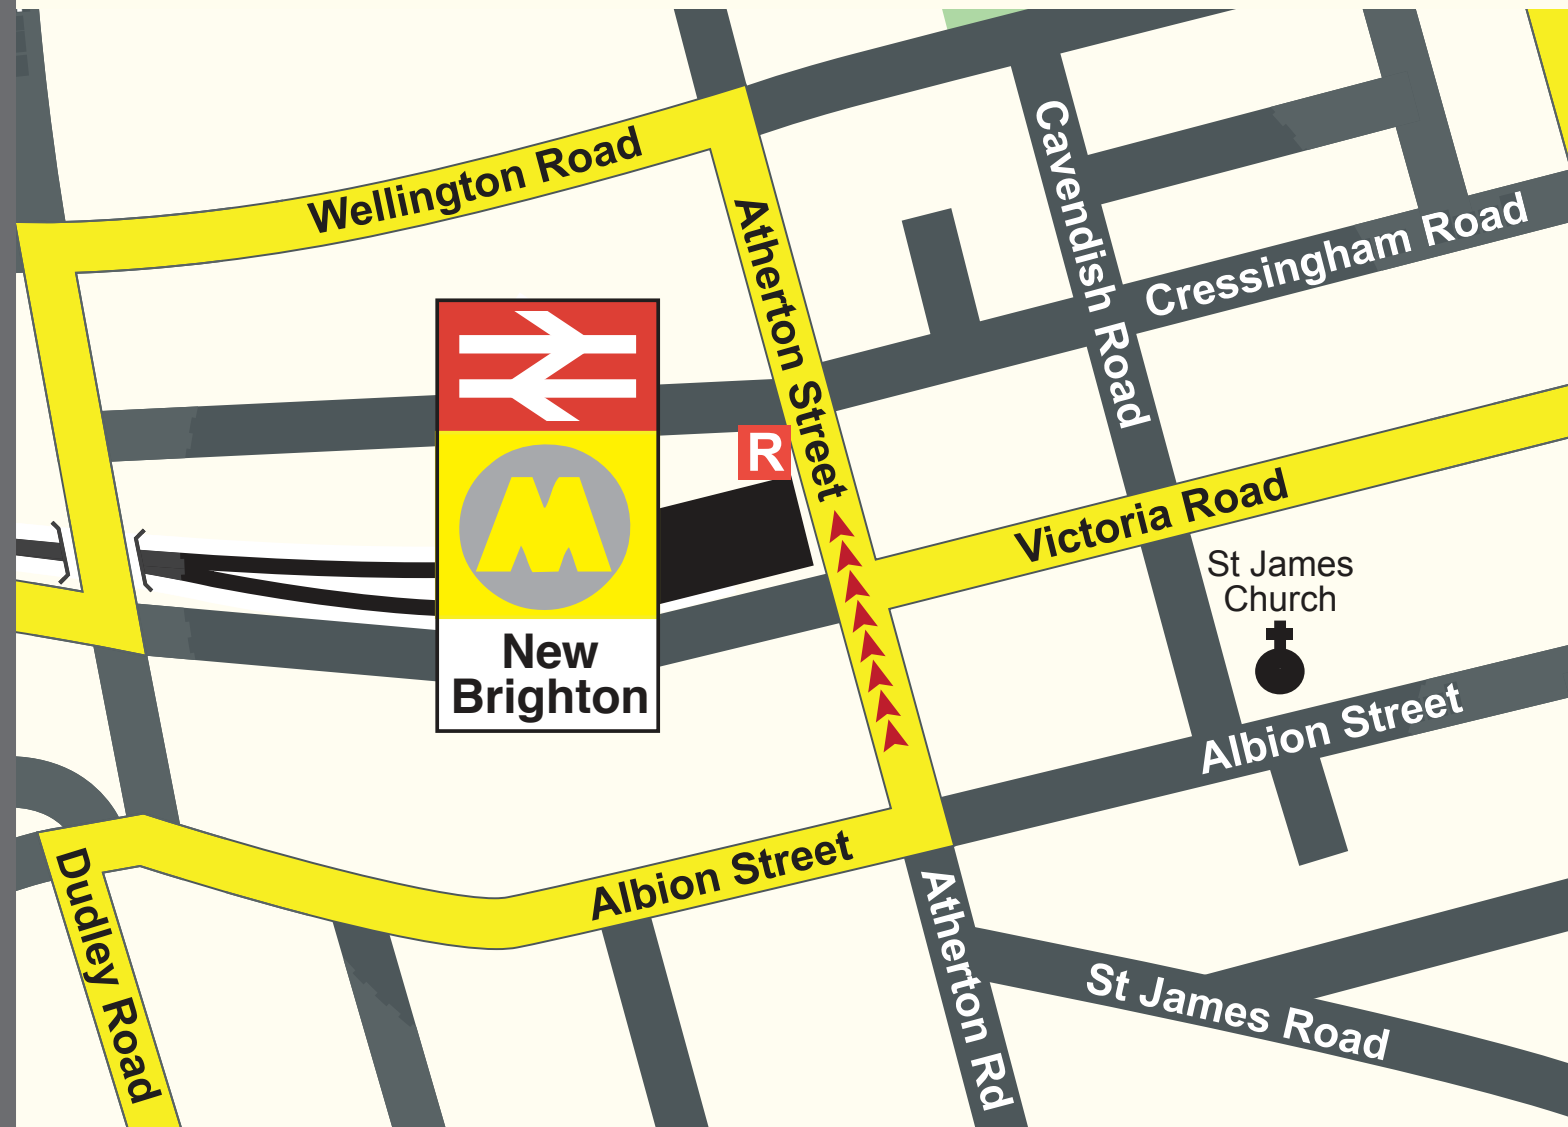 Wellington Road
Atherton Street
Cavendish Road
Cressingham Road
R
M
Victoria Road
St James
Church
New
Brighton
Albion Street
Albion Street
Dudley Road
Atherton Rd
St James Road